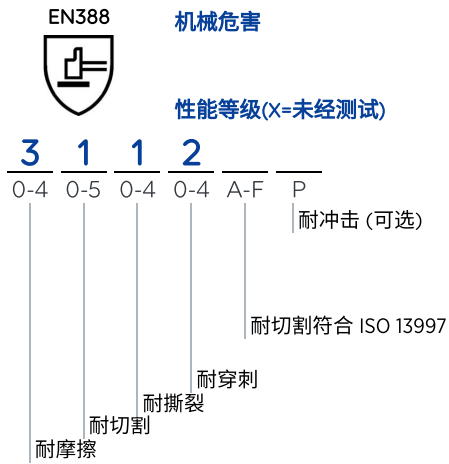 EN388
机械危害
性能等级(X=未经测试)
3 1 1 2
0-4 0-5 0-4 0-4 A-F P
耐冲击 (可选)
耐切割符合 ISO 13997
耐穿刺
耐撕裂
耐切割
耐摩擦